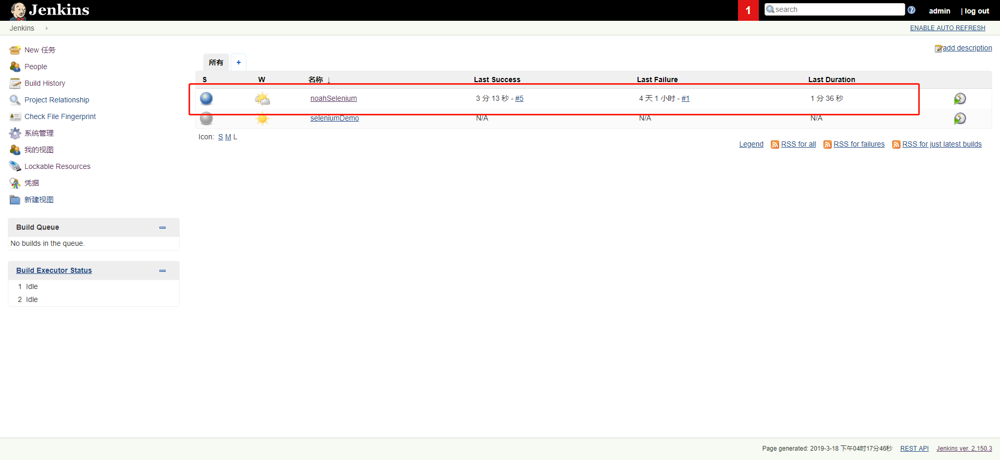 Jenkins
1
search
admin
| log out
Jenkins
ENABLE AUTO REFRESH
New 任务
People
Build History
Project Relationship
Check File Fingerprint
系统管理
我的视图
Lockable Resources
凭据
新建视图
Build Queue
No builds in the queue.
Build Executor Status
1 Idle
2 Idle
add description
所有 +
S W 名称 ↓ Last Success Last Failure Last Duration
noahSelenium 3 分 13 秒 - #5 4 天 1 小时 - #1 1 分 36 秒
seleniumDemo N/A N/A N/A
Icon: S M L
Legend RSS for all RSS for failures RSS for just latest builds
Page generated: 2019-3-18 下午04时17分46秒 REST API Jenkins ver. 2.150.3